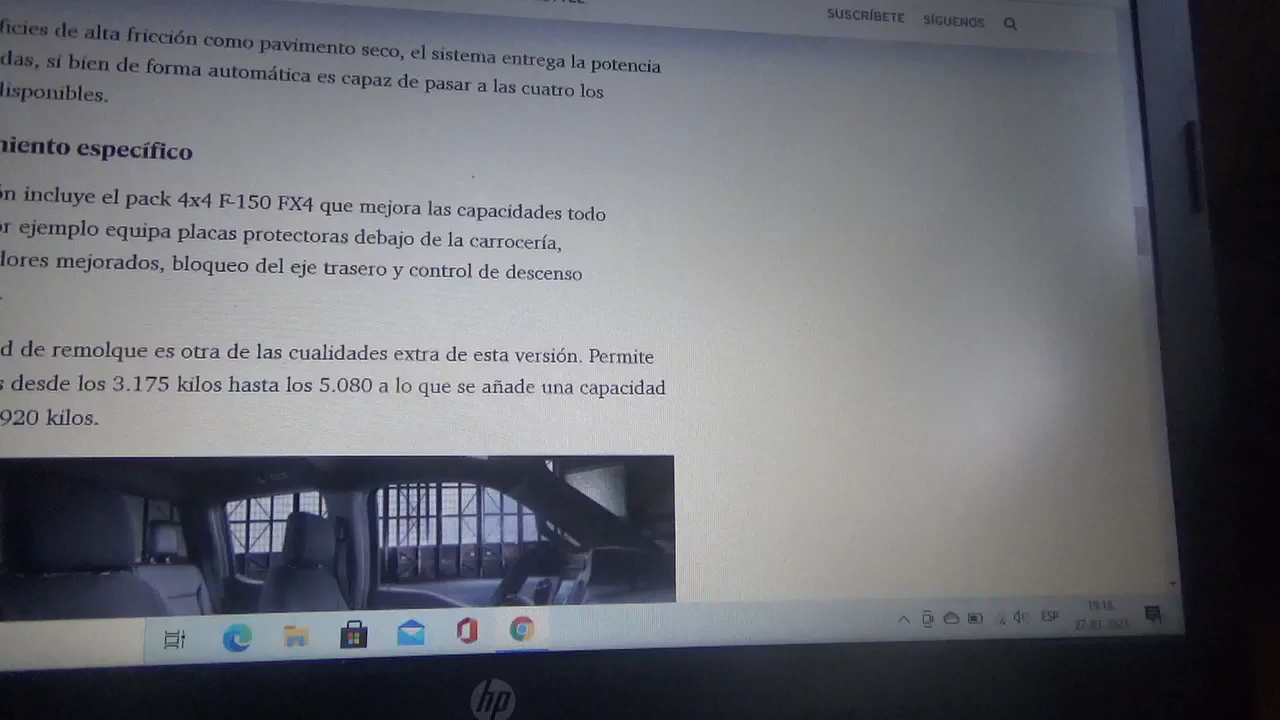 SUSCRÍBETE SÍGUENOS
ficies de alta fricción como pavimento seco, el sistema entrega la potencia
das, si bien de forma automática es capaz de pasar a las cuatro los
disponibles.
miento específico
ón incluye el pack 4x4 F-150 FX4 que mejora las capacidades todo
or ejemplo equipa placas protectoras debajo de la carrocería,
dores mejorados, bloqueo del eje trasero y control de descenso
d de remolque es otra de las cualidades extra de esta versión. Permite
s desde los 3.175 kilos hasta los 5.080 a lo que se añade una capacidad
920 kilos.
ESP
19:18
27-03-2021
hp